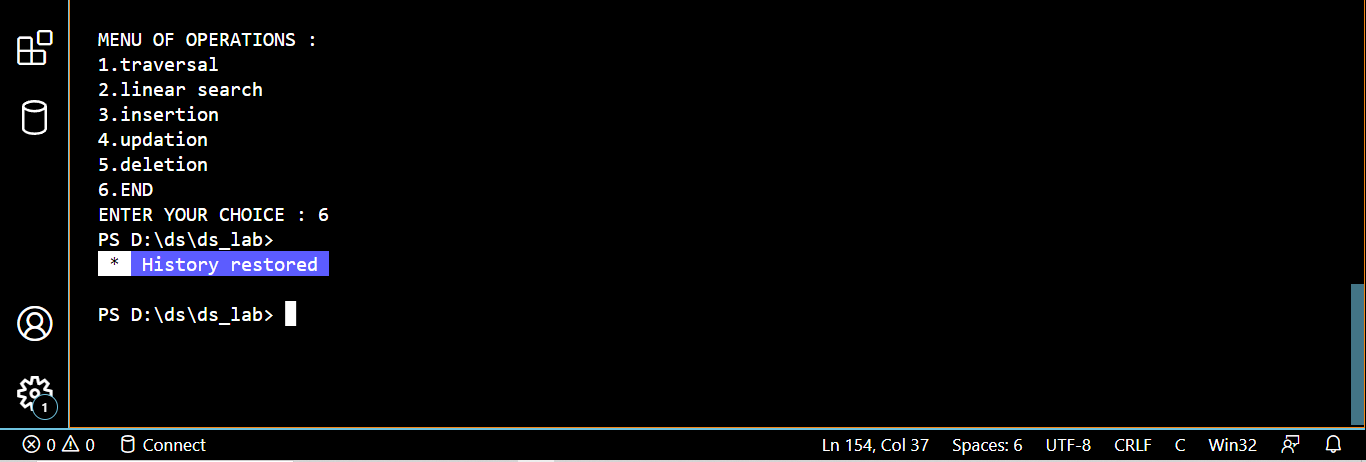 MENU OF OPERATIONS :
1.traversal
2.linear search
3.insertion
4.updation
5.deletion
6.END
ENTER YOUR CHOICE : 6
PS D:\ds\ds_lab>
* History restored
PS D:\ds\ds_lab>
1
0 0 Connect Ln 154, Col 37 Spaces: 6 UTF-8 CRLF C Win32